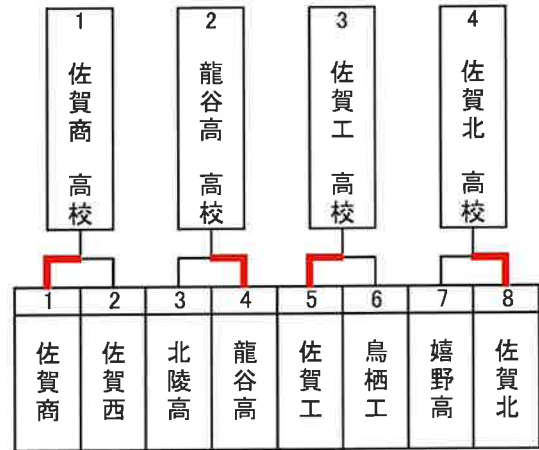 1
佐賀商 高校
2
龍谷高 高校
3
佐賀工 高校
4
佐賀北 高校
1
佐賀商
2
佐賀西
3
北陵高
4
龍谷高
5
佐賀工
6
鳥栖工
7
嬉野高
8
佐賀北